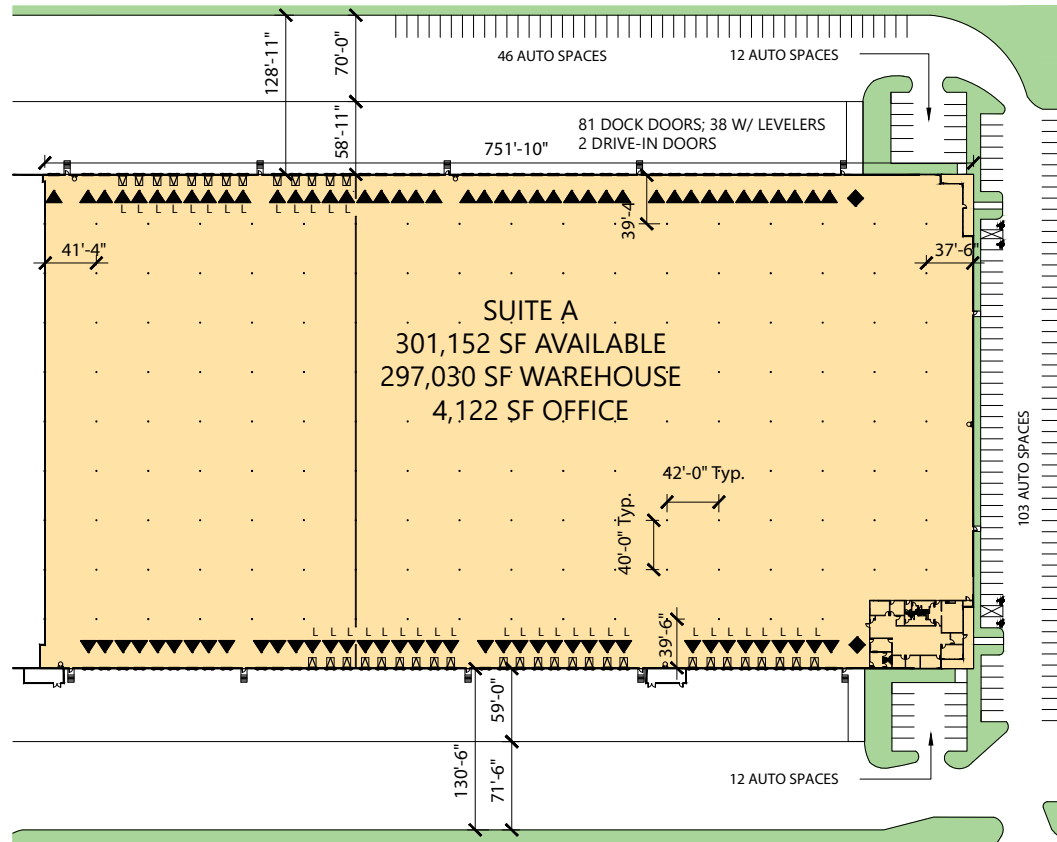 128'-11"
70'-0"
46 AUTO SPACES
12 AUTO SPACES
58'-11"
81 DOCK DOORS; 38 W/ LEVELERS
2 DRIVE-IN DOORS
751'-10"
L L L L L L L L L L L L L
39'-4"
41'-4"
37'-6"
SUITE A
301,152 SF AVAILABLE
297,030 SF WAREHOUSE
4,122 SF OFFICE
103 AUTO SPACES
42'-0" Typ.
40'-0" Typ.
L L L L L L L L L L L L L L L L L L L L L L L L L
39'-6"
59'-0"
130'-6"
71'-6"
12 AUTO SPACES